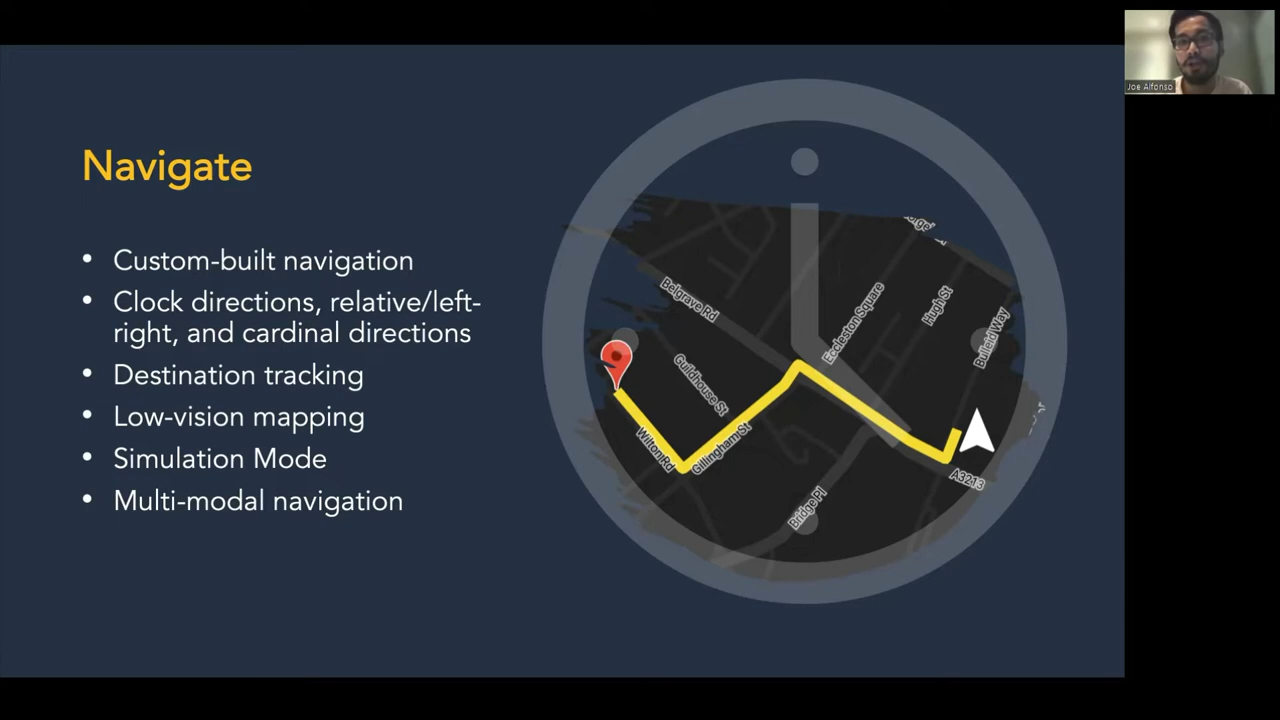 Joe Alfonso
Navigate
• Custom-built navigation
• Clock directions, relative/left-
right, and cardinal directions
• Destination tracking
• Low-vision mapping
• Simulation Mode
• Multi-modal navigation
Belgrave Rd
Eccleston Square
Hugh St
Bulleid Way
Guildhouse St
Wilton Rd
Gillingham St
A3213
Bridge Pl